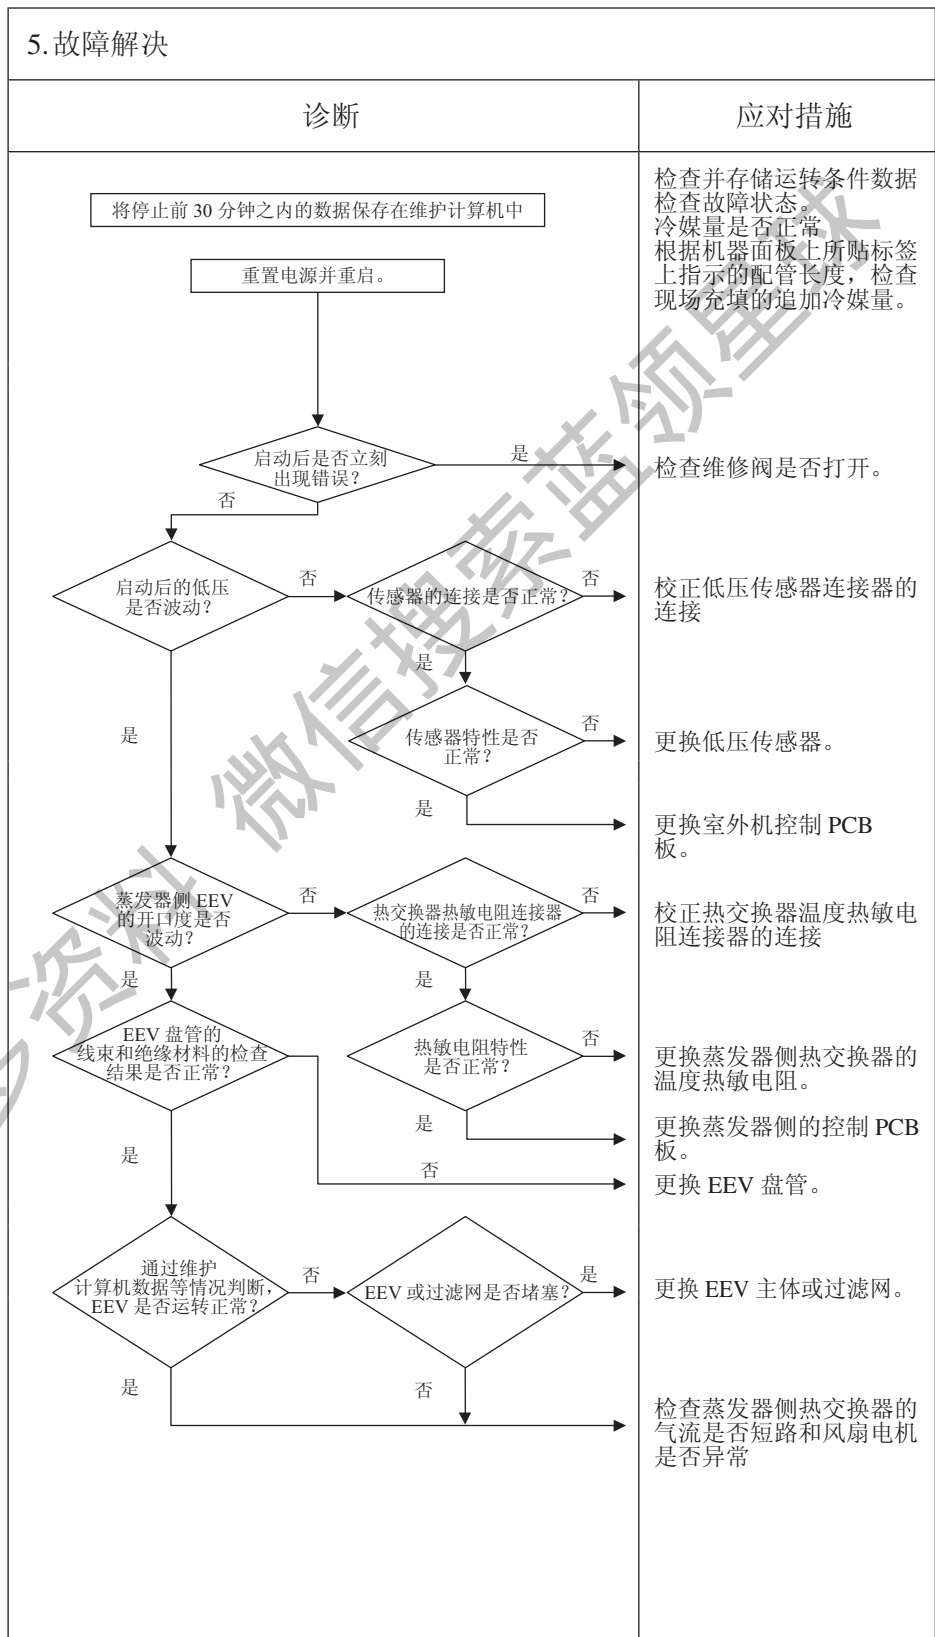 5.故障解决
诊断
应对措施
将停止前 30 分钟之内的数据保存在维护计算机中
重置电源并重启。
检查并存储运转条件数据
检查故障状态。
冷媒量是否正常
根据机器面板上所贴标签
上指示的配管长度，检查
现场充填的追加冷媒量。
启动后是否立刻
出现错误？
是
检查维修阀是否打开。
否
启动后的低压
是否波动？
否
传感器的连接是否正常？
否
校正低压传感器连接器的
连接
是
是
传感器特性是否
正常？
否
更换低压传感器。
是
更换室外机控制 PCB
板。
蒸发器侧 EEV
的开口度是否
波动？
否
热交换器热敏电阻连接器
的连接是否正常？
否
校正热交换器温度热敏电
阻连接器的连接
是
是
EEV 盘管的
线束和绝缘材料的检查
结果是否正常？
热敏电阻特性
是否正常？
否
更换蒸发器侧热交换器的
温度热敏电阻。
是
更换蒸发器侧的控制 PCB
板。
是
否
更换 EEV 盘管。
通过维护
计算机数据等情况判断，
EEV 是否运转正常？
否
EEV 或过滤网是否堵塞？
是
更换 EEV 主体或过滤网。
是
否
检查蒸发器侧热交换器的
气流是否短路和风扇电机
是否异常
多资料 微信搜索蓝领星球